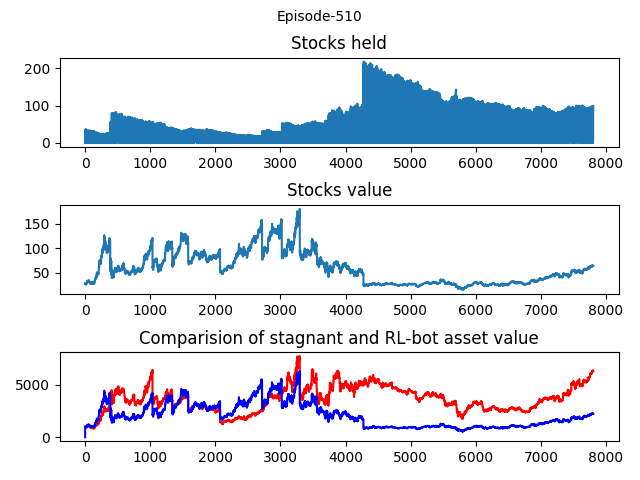 Episode-510
Stocks held
200
100
0
0 1000 2000 3000 4000 5000 6000 7000 8000
Stocks value
150
100
50
0 1000 2000 3000 4000 5000 6000 7000 8000
Comparision of stagnant and RL-bot asset value
5000
0
0 1000 2000 3000 4000 5000 6000 7000 8000